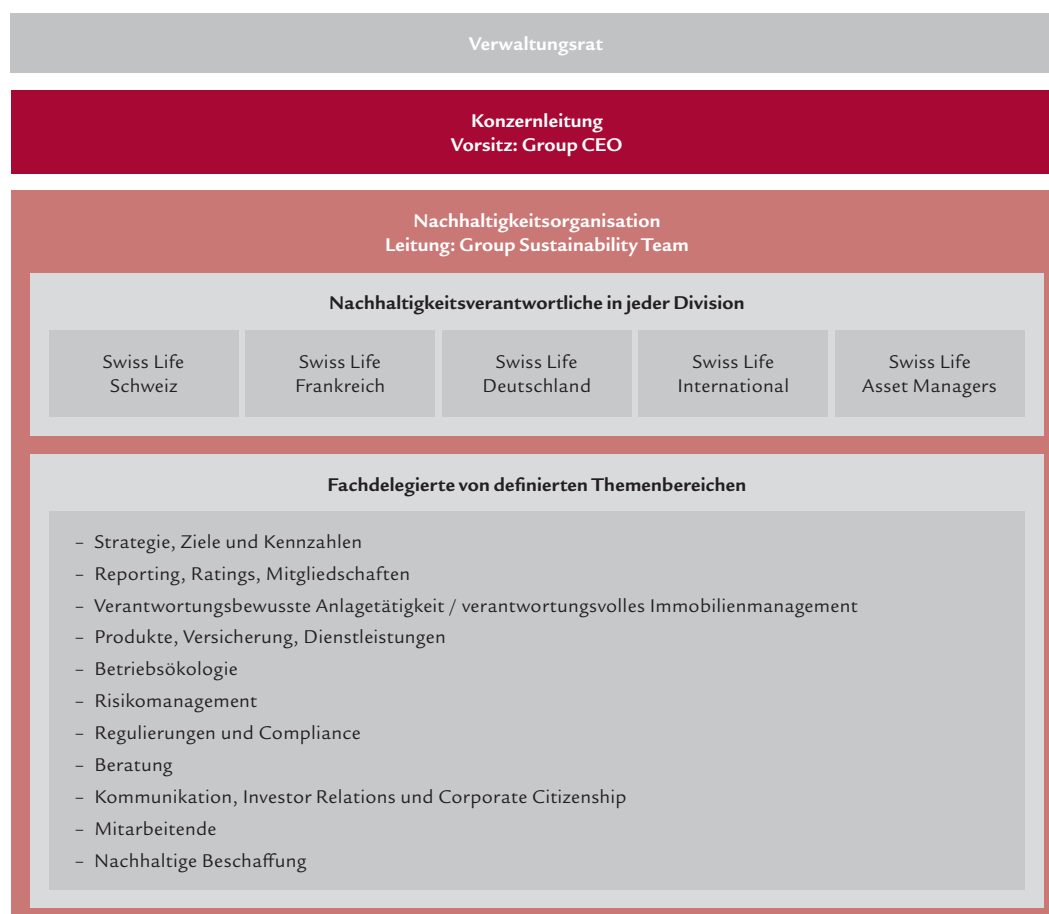 Verwaltungsrat
Konzernleitung
Vorsitz: Group CEO
Nachhaltigkeitsorganisation
Leitung: Group Sustainability Team
Nachhaltigkeitsverantwortliche in jeder Division
Swiss Life
Schweiz
Swiss Life
Frankreich
Swiss Life
Deutschland
Swiss Life
International
Swiss Life
Asset Managers
Fachdelegierte von definierten Themenbereichen
– Strategie, Ziele und Kennzahlen
– Reporting, Ratings, Mitgliedschaften
– Verantwortungsbewusste Anlagetätigkeit / verantwortungsvolles Immobilienmanagement
– Produkte, Versicherung, Dienstleistungen
– Betriebsökologie
– Risikomanagement
– Regulierungen und Compliance
– Beratung
– Kommunikation, Investor Relations und Corporate Citizenship
– Mitarbeitende
– Nachhaltige Beschaffung